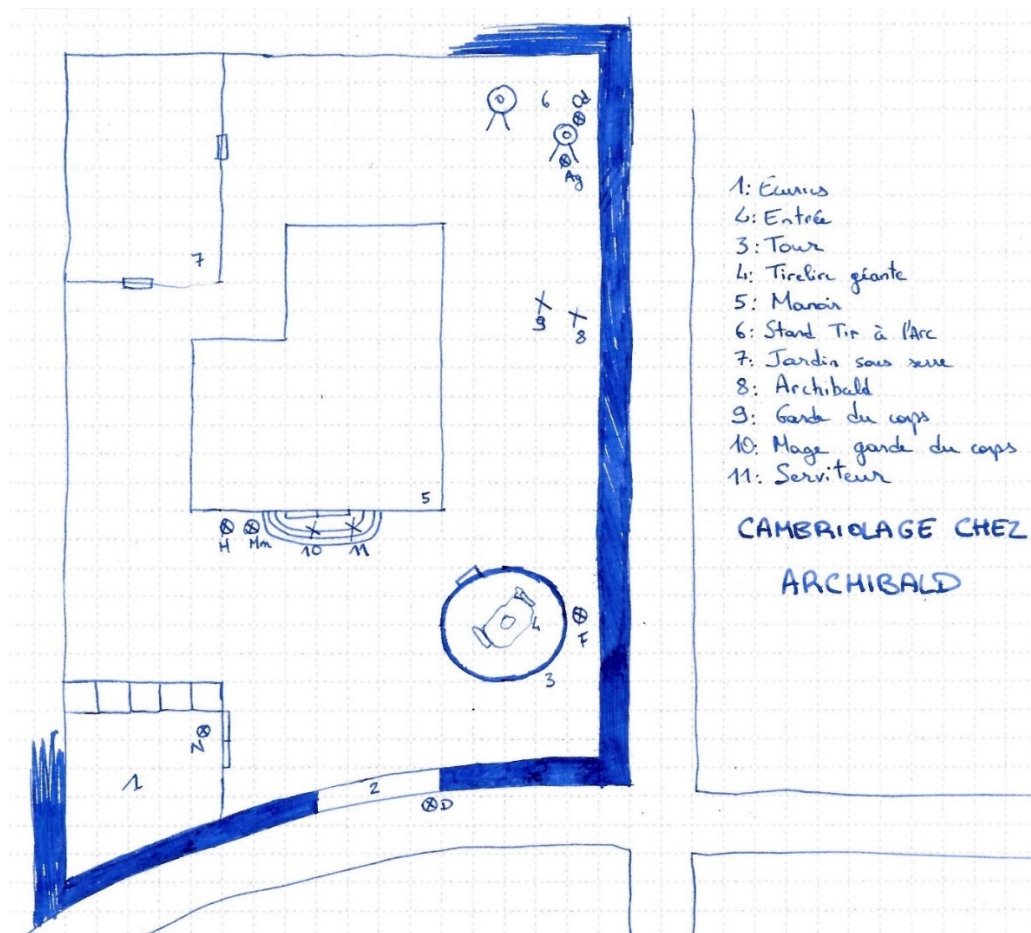 6 Od
Ag
7
9 8
5
H Mm 10 11
4
F
3
N
1
2
D
1: Écuries
2: Entrée
3: Tour
4: Tirelire géante
5: Manoir
6: Stand Tir à l'Arc
7: Jardin sous serre
8: Archibald
9: Garde du corps
10: Mage garde du corps
11: Serviteur
CAMBRIOLAGE CHEZ
ARCHIBALD